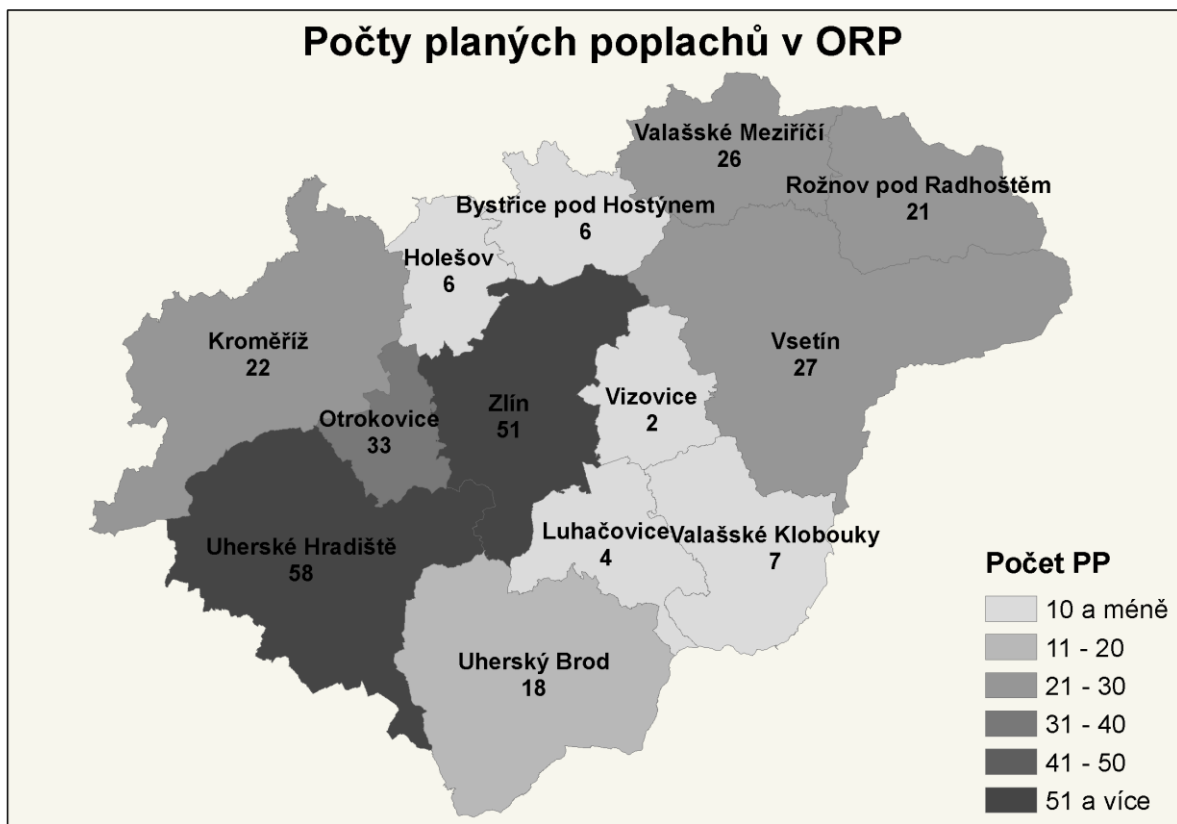 Počty planých poplachů v ORP
Valašské Meziříčí
26
Rožnov pod Radhoštěm
21
Bystřice pod Hostýnem
6
Holešov
6
Kroměříž
22
Vsetín
27
Otrokovice
33
Zlín
51
Vizovice
2
Uherské Hradiště
58
Luhačovice
4
Valašské Klobouky
7
Uherský Brod
18
Počet PP
10 a méně
11 - 20
21 - 30
31 - 40
41 - 50
51 a více